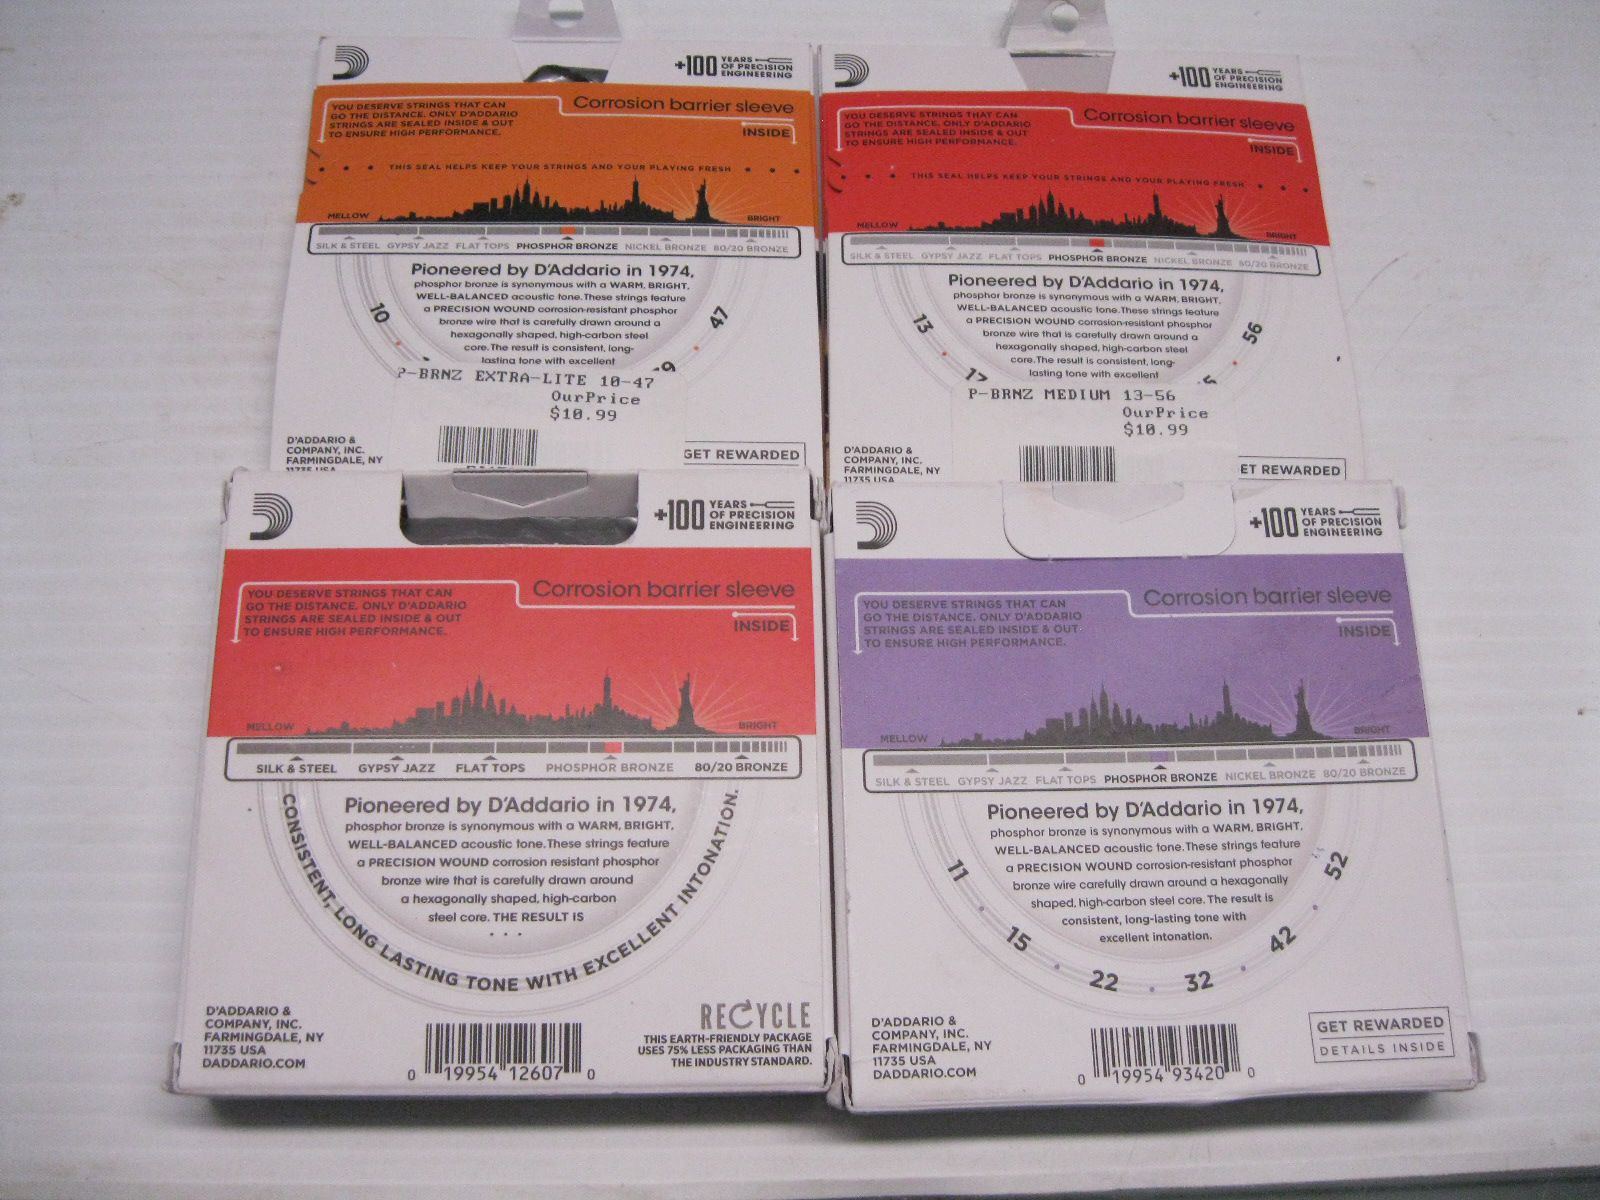 +100 YEARS OF PRECISION ENGINEERING
YOU DESERVE STRINGS THAT CAN
GO THE DISTANCE. ONLY D'ADDARIO
STRINGS ARE SEALED INSIDE & OUT
TO ENSURE HIGH PERFORMANCE.
Corrosion barrier sleeve
INSIDE
THIS SEAL HELPS KEEP YOUR STRINGS AND YOUR PLAYING FRESH
MELLOW BRIGHT
SILK & STEEL GYPSY JAZZ FLAT TOPS PHOSPHOR BRONZE NICKEL BRONZE 80/20 BRONZE
Pioneered by D'Addario in 1974,
phosphor bronze is synonymous with a WARM, BRIGHT,
WELL-BALANCED acoustic tone. These strings feature
a PRECISION WOUND corrosion-resistant phosphor
bronze wire that is carefully drawn around a
hexagonally shaped, high-carbon steel
core. The result is consistent, long-
lasting tone with excellent
10 47
P-BRNZ EXTRA-LITE 10-47
OurPrice
$10.99
D'ADDARIO &
COMPANY, INC.
FARMINGDALE, NY
11735 USA
GET REWARDED
+100 YEARS OF PRECISION ENGINEERING
YOU DESERVE STRINGS THAT CAN
GO THE DISTANCE. ONLY D'ADDARIO
STRINGS ARE SEALED INSIDE & OUT
TO ENSURE HIGH PERFORMANCE.
Corrosion barrier sleeve
INSIDE
THIS SEAL HELPS KEEP YOUR STRINGS AND YOUR PLAYING FRESH
MELLOW BRIGHT
SILK & STEEL GYPSY JAZZ FLAT TOPS PHOSPHOR BRONZE NICKEL BRONZE 80/20 BRONZE
Pioneered by D'Addario in 1974,
phosphor bronze is synonymous with a WARM, BRIGHT,
WELL-BALANCED acoustic tone. These strings feature
a PRECISION WOUND corrosion-resistant phosphor
bronze wire that is carefully drawn around a
hexagonally shaped, high-carbon steel
core. The result is consistent, long-
lasting tone with excellent
13 17 56
P-BRNZ MEDIUM 13-56
OurPrice
$10.99
D'ADDARIO &
COMPANY, INC.
FARMINGDALE, NY
11735 USA
ET REWARDED
+100 YEARS OF PRECISION ENGINEERING
YOU DESERVE STRINGS THAT CAN
GO THE DISTANCE. ONLY D'ADDARIO
STRINGS ARE SEALED INSIDE & OUT
TO ENSURE HIGH PERFORMANCE.
Corrosion barrier sleeve
INSIDE
MELLOW BRIGHT
SILK & STEEL GYPSY JAZZ FLAT TOPS PHOSPHOR BRONZE 80/20 BRONZE
Pioneered by D'Addario in 1974,
phosphor bronze is synonymous with a WARM, BRIGHT,
WELL-BALANCED acoustic tone. These strings feature
a PRECISION WOUND corrosion resistant phosphor
bronze wire that is carefully drawn around
a hexagonally shaped, high-carbon
steel core. THE RESULT IS
. . .
CONSISTENT, LONG LASTING TONE WITH EXCELLENT INTONATION.
D'ADDARIO &
COMPANY, INC.
FARMINGDALE, NY
11735 USA
DADDARIO.COM
0 19954 12607 0
RECYCLE
THIS EARTH-FRIENDLY PACKAGE
USES 75% LESS PACKAGING THAN
THE INDUSTRY STANDARD.
+100 YEARS OF PRECISION ENGINEERING
YOU DESERVE STRINGS THAT CAN
GO THE DISTANCE. ONLY D'ADDARIO
STRINGS ARE SEALED INSIDE & OUT
TO ENSURE HIGH PERFORMANCE.
Corrosion barrier sleeve
INSIDE
MELLOW BRIGHT
SILK & STEEL GYPSY JAZZ FLAT TOPS PHOSPHOR BRONZE NICKEL BRONZE 80/20 BRONZE
Pioneered by D'Addario in 1974,
phosphor bronze is synonymous with a WARM, BRIGHT,
WELL-BALANCED acoustic tone. These strings feature
a PRECISION WOUND corrosion-resistant phosphor
bronze wire carefully drawn around a hexagonally
shaped, high-carbon steel core. The result is
consistent, long-lasting tone with
excellent intonation.
11 • 15 • 22 • 32 • 42 • 52
D'ADDARIO &
COMPANY, INC.
FARMINGDALE, NY
11735 USA
DADDARIO.COM
0 19954 93420 0
GET REWARDED
DETAILS INSIDE